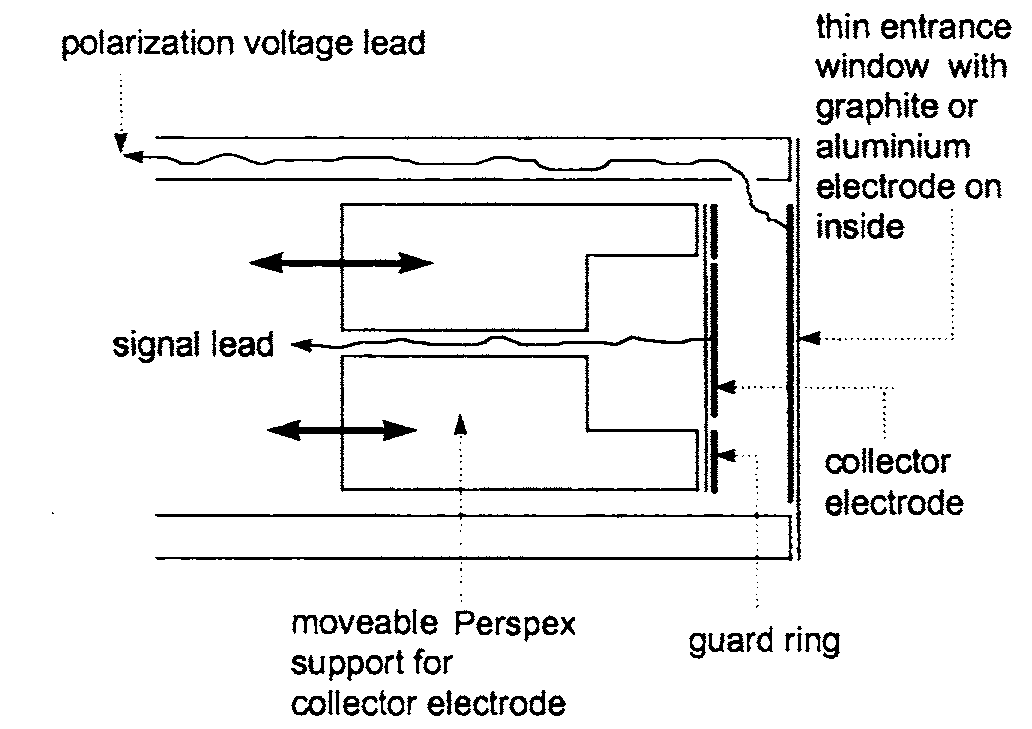 polarization voltage lead
thin entrance
window with
graphite or
aluminium
electrode on
inside
signal lead
collector
electrode
moveable Perspex
support for
collector electrode
guard ring